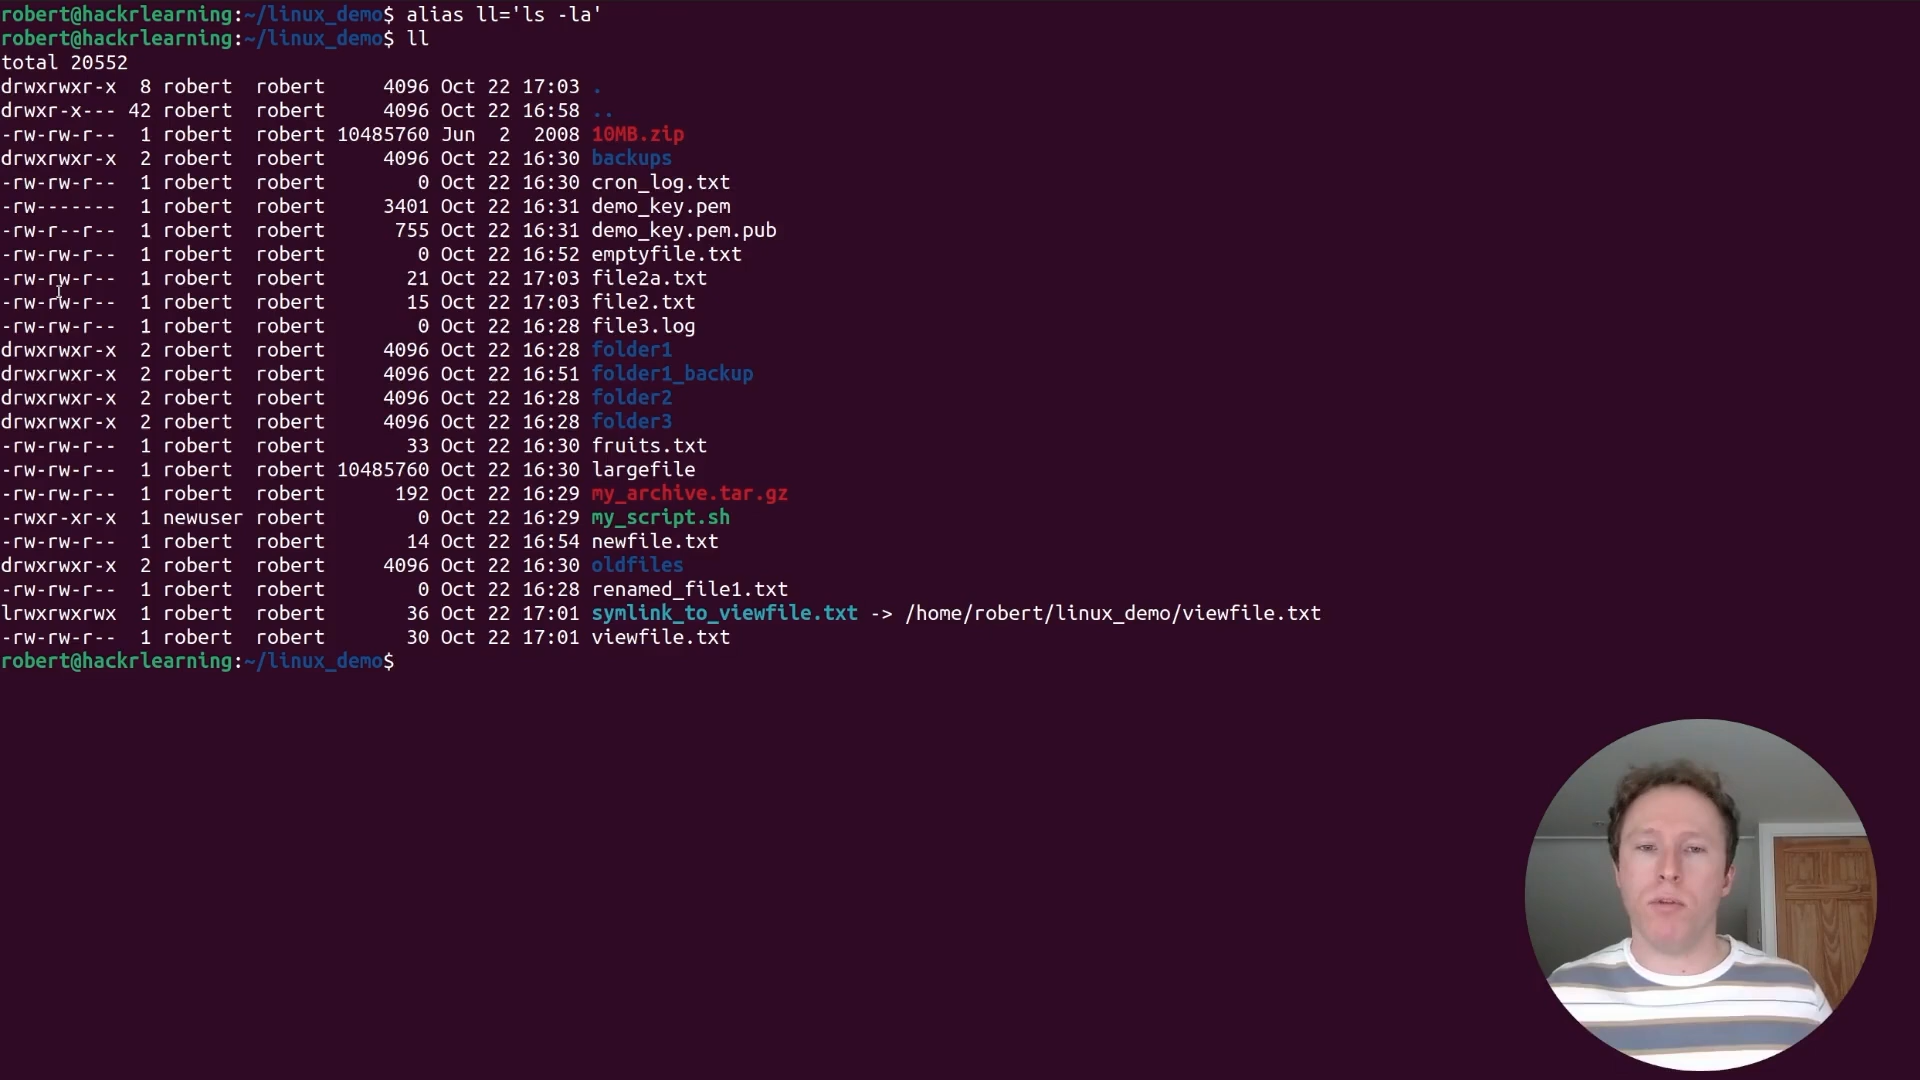 robert@hackrlearning:~/linux_demo$ alias ll='ls -la'
robert@hackrlearning:~/linux_demo$ ll
total 20552
drwxrwxr-x  8 robert  robert     4096 Oct 22 17:03 .
drwxr-x--- 42 robert  robert     4096 Oct 22 16:58 ..
-rw-rw-r--  1 robert  robert 10485760 Jun  2  2008 10MB.zip
drwxrwxr-x  2 robert  robert     4096 Oct 22 16:30 backups
-rw-rw-r--  1 robert  robert        0 Oct 22 16:30 cron_log.txt
-rw-------  1 robert  robert     3401 Oct 22 16:31 demo_key.pem
-rw-r--r--  1 robert  robert      755 Oct 22 16:31 demo_key.pem.pub
-rw-rw-r--  1 robert  robert        0 Oct 22 16:52 emptyfile.txt
-rw-rw-r--  1 robert  robert       21 Oct 22 17:03 file2a.txt
-rw-rw-r--  1 robert  robert       15 Oct 22 17:03 file2.txt
-rw-rw-r--  1 robert  robert        0 Oct 22 16:28 file3.log
drwxrwxr-x  2 robert  robert     4096 Oct 22 16:28 folder1
drwxrwxr-x  2 robert  robert     4096 Oct 22 16:51 folder1_backup
drwxrwxr-x  2 robert  robert     4096 Oct 22 16:28 folder2
drwxrwxr-x  2 robert  robert     4096 Oct 22 16:28 folder3
-rw-rw-r--  1 robert  robert       33 Oct 22 16:30 fruits.txt
-rw-rw-r--  1 robert  robert 10485760 Oct 22 16:30 largefile
-rw-rw-r--  1 robert  robert      192 Oct 22 16:29 my_archive.tar.gz
-rwxr-xr-x  1 newuser robert        0 Oct 22 16:29 my_script.sh
-rw-rw-r--  1 robert  robert       14 Oct 22 16:54 newfile.txt
drwxrwxr-x  2 robert  robert     4096 Oct 22 16:30 oldfiles
-rw-rw-r--  1 robert  robert        0 Oct 22 16:28 renamed_file1.txt
lrwxrwxrwx  1 robert  robert       36 Oct 22 17:01 symlink_to_viewfile.txt -> /home/robert/linux_demo/viewfile.txt
-rw-rw-r--  1 robert  robert       30 Oct 22 17:01 viewfile.txt
robert@hackrlearning:~/linux_demo$